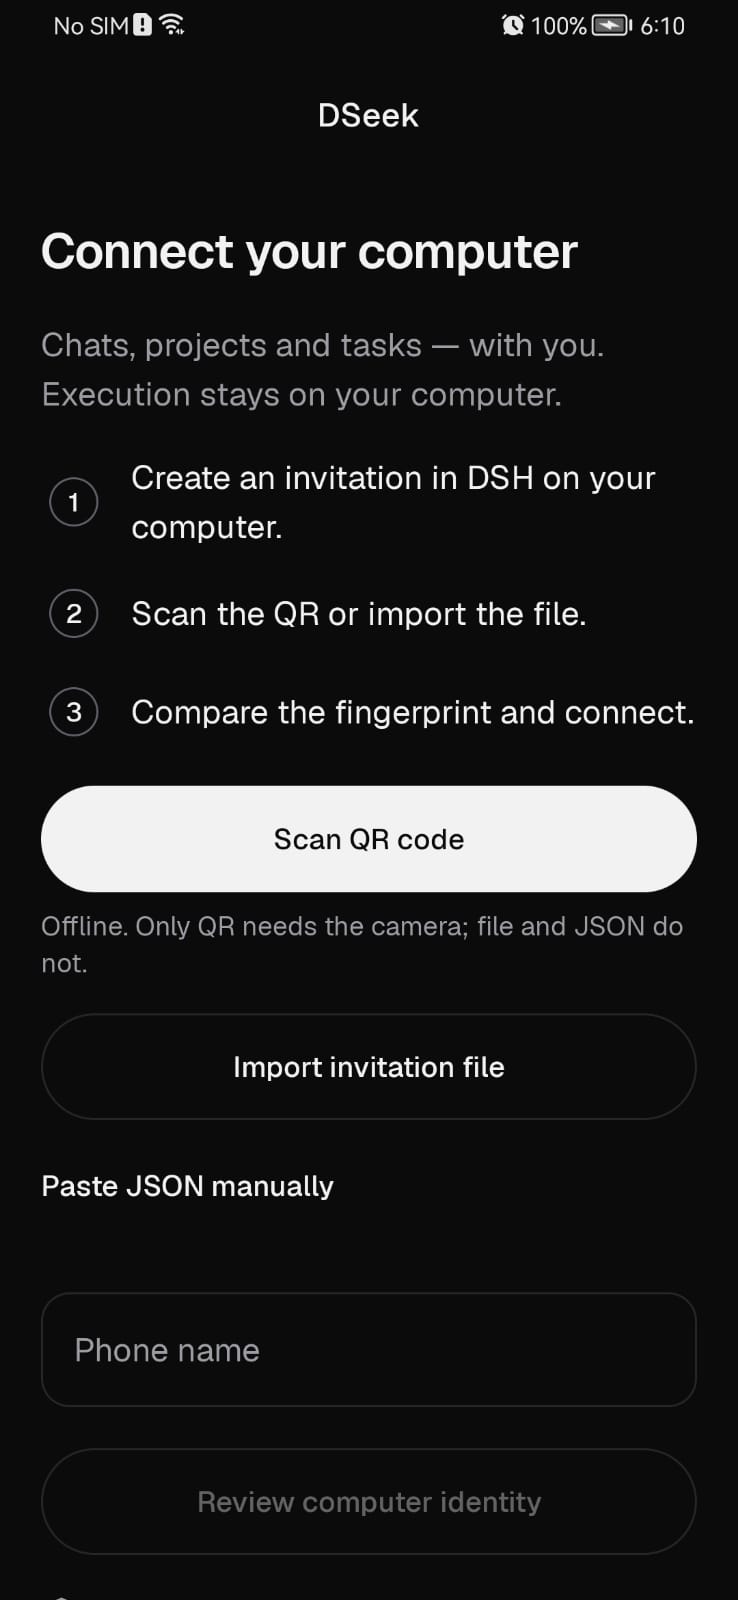 No SIM
100%
6:10
DSeek
Connect your computer
Chats, projects and tasks — with you.
Execution stays on your computer.
1
Create an invitation in DSH on your
computer.
2
Scan the QR or import the file.
3
Compare the fingerprint and connect.
Scan QR code
Offline. Only QR needs the camera; file and JSON do
not.
Import invitation file
Paste JSON manually
Phone name
Review computer identity